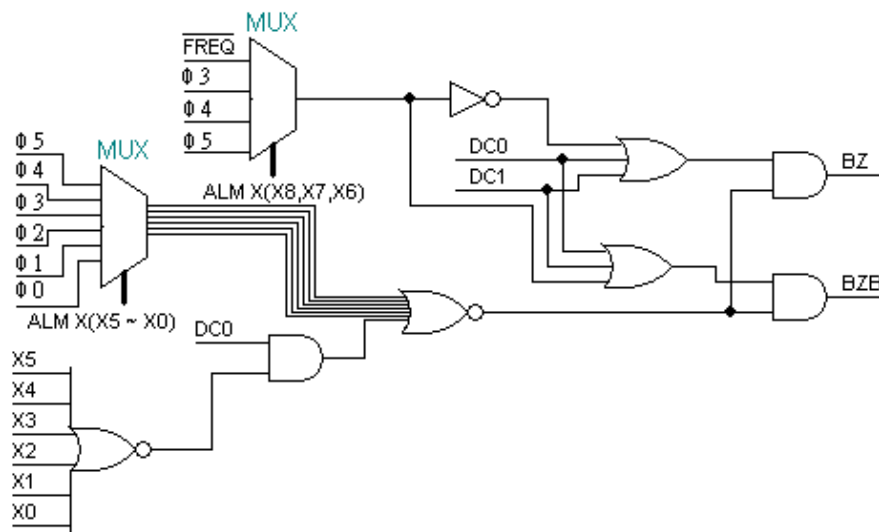 MUX
FREQ
Φ 3
Φ 4
Φ 5
ALM X(X8,X7,X6)
MUX
Φ 5
Φ 4
Φ 3
Φ 2
Φ 1
Φ 0
ALM X(X5 ~ X0)
DC0
DC1
BZ
BZB
DC0
X5
X4
X3
X2
X1
X0